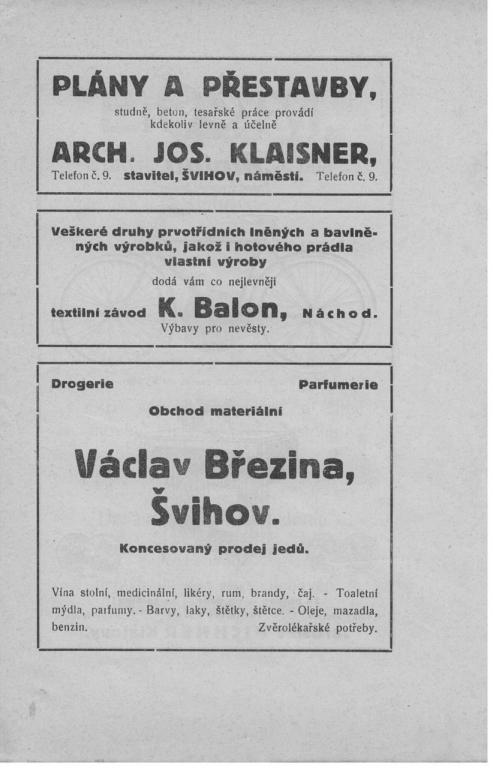 PLÁNY A PŘESTAVBY,
studně, beton, tesařské práce provádí
kdekoliv levně a účelně
ARCH. JOS. KLAISNER,
Telefon č. 9. stavitel, ŠVIHOV, náměstí. Telefon č. 9.
Veškeré druhy prvotřídních lněných a bavlně-
ných výrobků, jakož i hotového prádla
vlastní výroby
dodá vám co nejlevněji
textilní závod K. Balon, Náchod.
Výbavy pro nevěsty.
Drogerie Parfumerie
Obchod materiální
Václav Březina,
Švihov.
Koncesovaný prodej jedů.
Vína stolní, medicinální, likéry, rum, brandy, čaj. - Toaletní
mýdla, parfumy. - Barvy, laky, štětky, štětce. - Oleje, mazadla,
benzin. Zvěrolékařské potřeby.